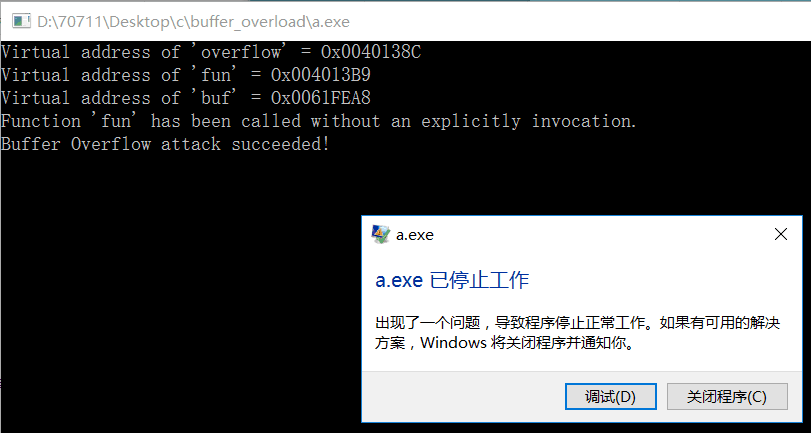 D:\70711\Desktop\c\buffer_overload\a.exe
Virtual address of 'overflow' = 0x0040138C
Virtual address of 'fun' = 0x004013B9
Virtual address of 'buf' = 0x0061FEA8
Function 'fun' has been called without an explicitly invocation.
Buffer Overflow attack succeeded!
a.exe
a.exe 已停止工作
出现了一个问题，导致程序停止正常工作。如果有可用的解决
方案，Windows 将关闭程序并通知你。
调试(D)
关闭程序(C)